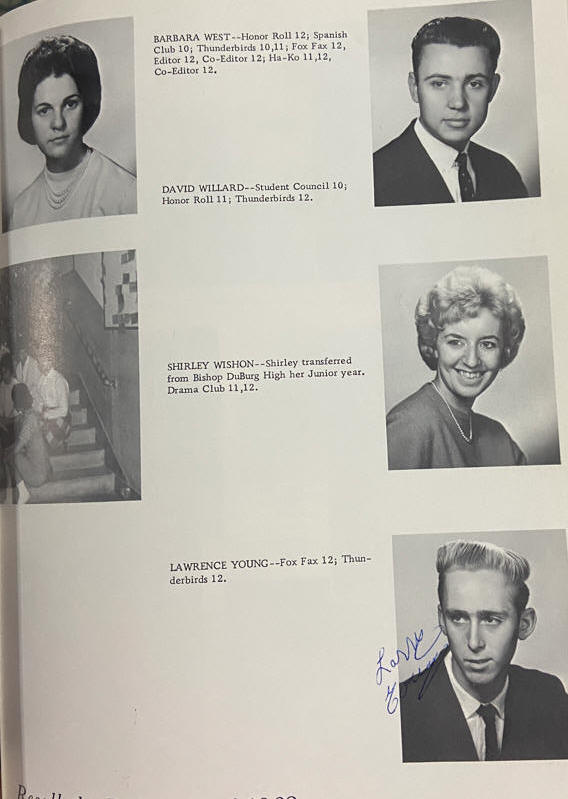 BARBARA WEST--Honor Roll 12; Spanish
Club 10; Thunderbirds 10,11; Fox Fax 12,
Editor 12, Co-Editor 12; Ha-Ko 11,12,
Co-Editor 12.
DAVID WILLARD--Student Council 10;
Honor Roll 11; Thunderbirds 12.
SHIRLEY WISHON--Shirley transferred
from Bishop DuBurg High her Junior year.
Drama Club 11,12.
LAWRENCE YOUNG--Fox Fax 12; Thun-
derbirds 12.
Larry
Young